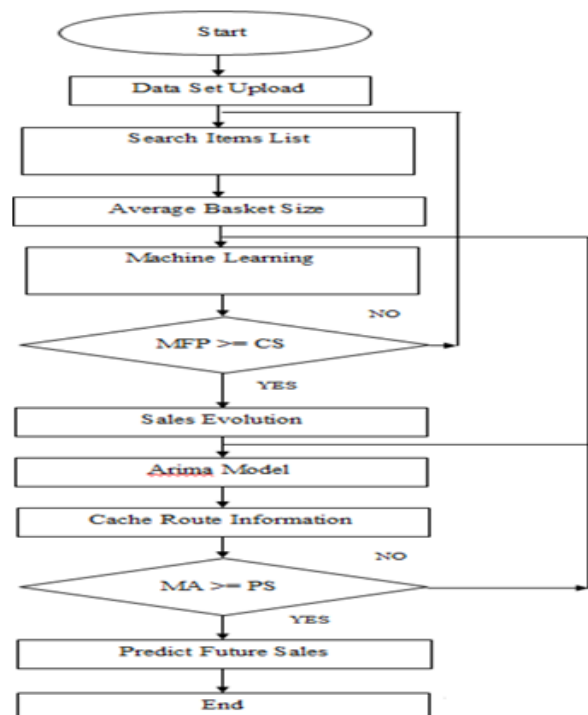 Start
Data Set Upload
Search Items List
Average Basket Size
Machine Learning
NO
MFP >= CS
YES
Sales Evolution
Arima Model
Cache Route Information
NO
MA >= PS
YES
Predict Future Sales
End